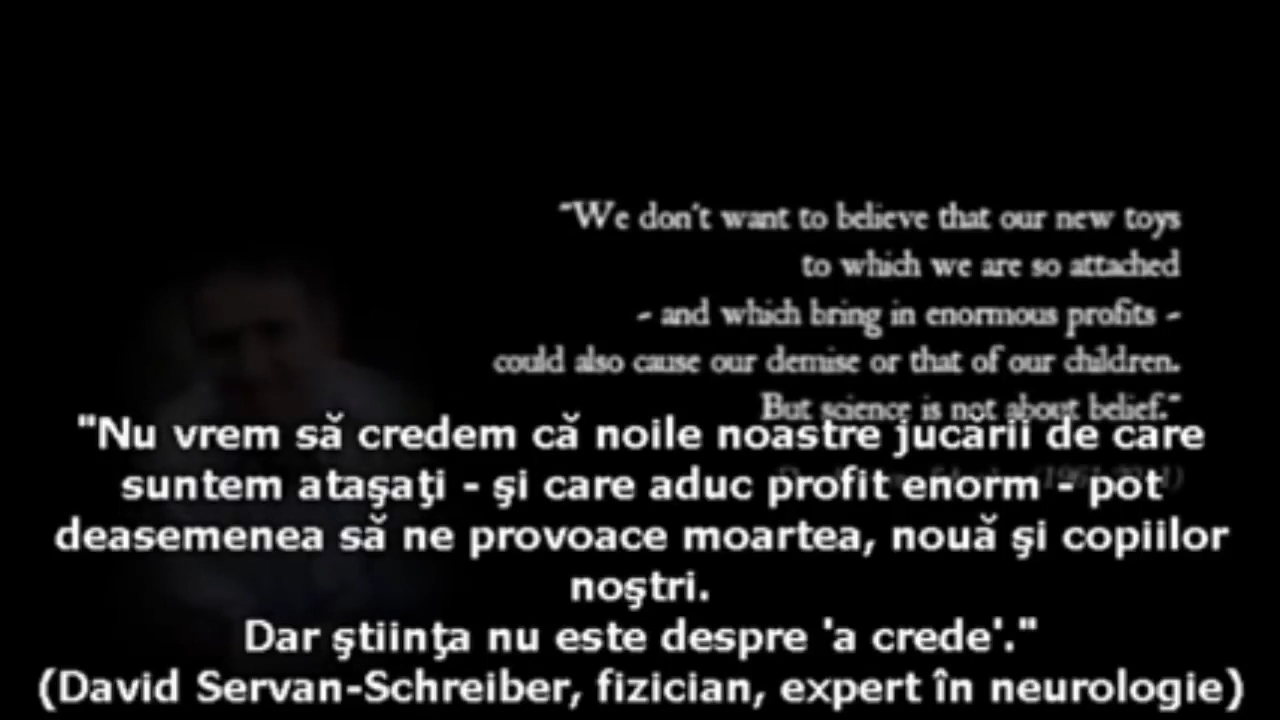 "We don't want to believe that our new toys
to which we are so attached
- and which bring in enormous profits -
could also cause our demise or that of our children.
But science is not about belief."
"Nu vrem să credem că noile noastre jucării de care
suntem ataşaţi - şi care aduc profit enorm - pot
deasemenea să ne provoace moartea, nouă şi copiilor
noştri.
Dar ştiinţa nu este despre 'a crede'."
(David Servan-Schreiber, fizician, expert în neurologie)